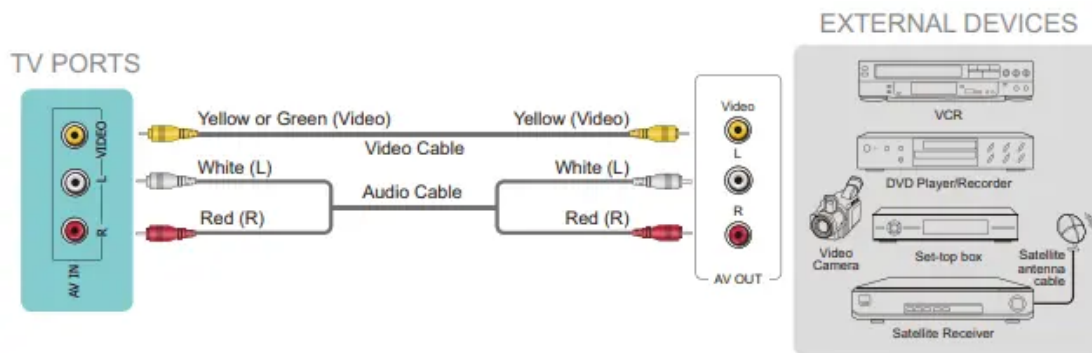 EXTERNAL DEVICES
TV PORTS
VIDEO
L
R
AV IN
Yellow or Green (Video)
Yellow (Video)
Video Cable
White (L)
White (L)
Audio Cable
Red (R)
Red (R)
Video
L
R
AV OUT
VCR
DVD Player/Recorder
Video
Camera
Set-top box
Satellite
antenna
cable
Satellite Receiver